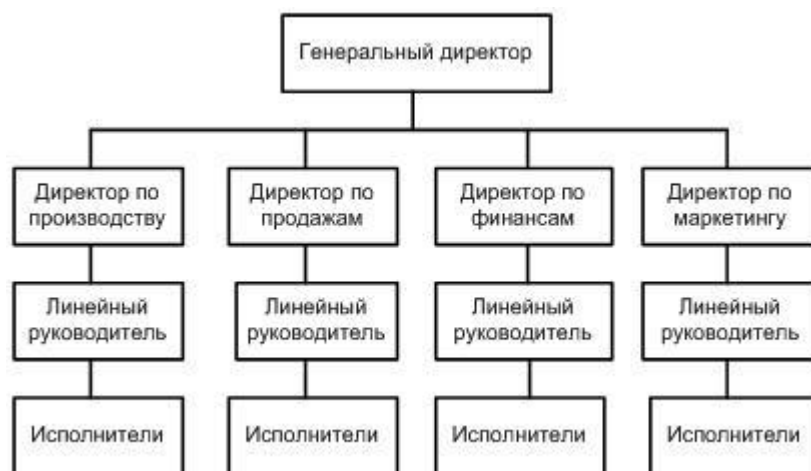 Генеральный директор
Директор по
производству
Директор по
продажам
Директор по
финансам
Директор по
маркетингу
Линейный
руководитель
Линейный
руководитель
Линейный
руководитель
Линейный
руководитель
Исполнители
Исполнители
Исполнители
Исполнители